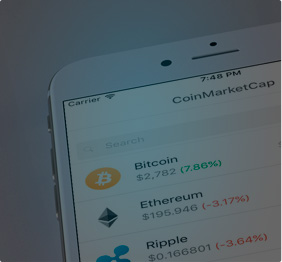 Carrier 7:48 PM
CoinMarketCap
Search
Bitcoin
$2,782 (7.86%)
Ethereum
$195.946 (-3.17%)
Ripple
$0.166801 (-3.64%)